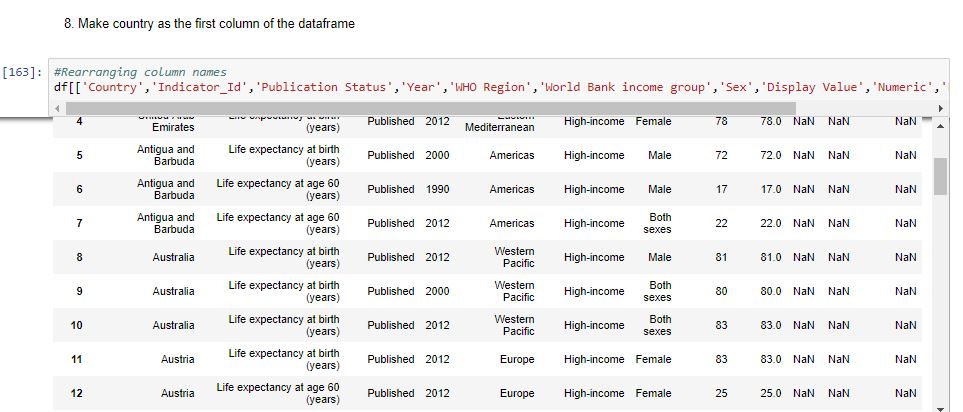 8. Make country as the first column of the dataframe
[163]: #Rearranging column names
df[['Country','Indicator_Id','Publication Status','Year','WHO Region','World Bank income group','Sex','Display Value','Numeric','
4 Emirates (years) Published 2012 Mediterranean High-income Female 78 78.0 NaN NaN NaN
5 Antigua and Barbuda Life expectancy at birth (years) Published 2000 Americas High-income Male 72 72.0 NaN NaN NaN
6 Antigua and Barbuda Life expectancy at age 60 (years) Published 1990 Americas High-income Male 17 17.0 NaN NaN NaN
7 Antigua and Barbuda Life expectancy at age 60 (years) Published 2012 Americas High-income Both sexes 22 22.0 NaN NaN NaN
8 Australia Life expectancy at birth (years) Published 2012 Western Pacific High-income Male 81 81.0 NaN NaN NaN
9 Australia Life expectancy at birth (years) Published 2000 Western Pacific High-income Both sexes 80 80.0 NaN NaN NaN
10 Australia Life expectancy at birth (years) Published 2012 Western Pacific High-income Both sexes 83 83.0 NaN NaN NaN
11 Austria Life expectancy at birth (years) Published 2012 Europe High-income Female 83 83.0 NaN NaN NaN
12 Austria Life expectancy at age 60 (years) Published 2012 Europe High-income Female 25 25.0 NaN NaN NaN